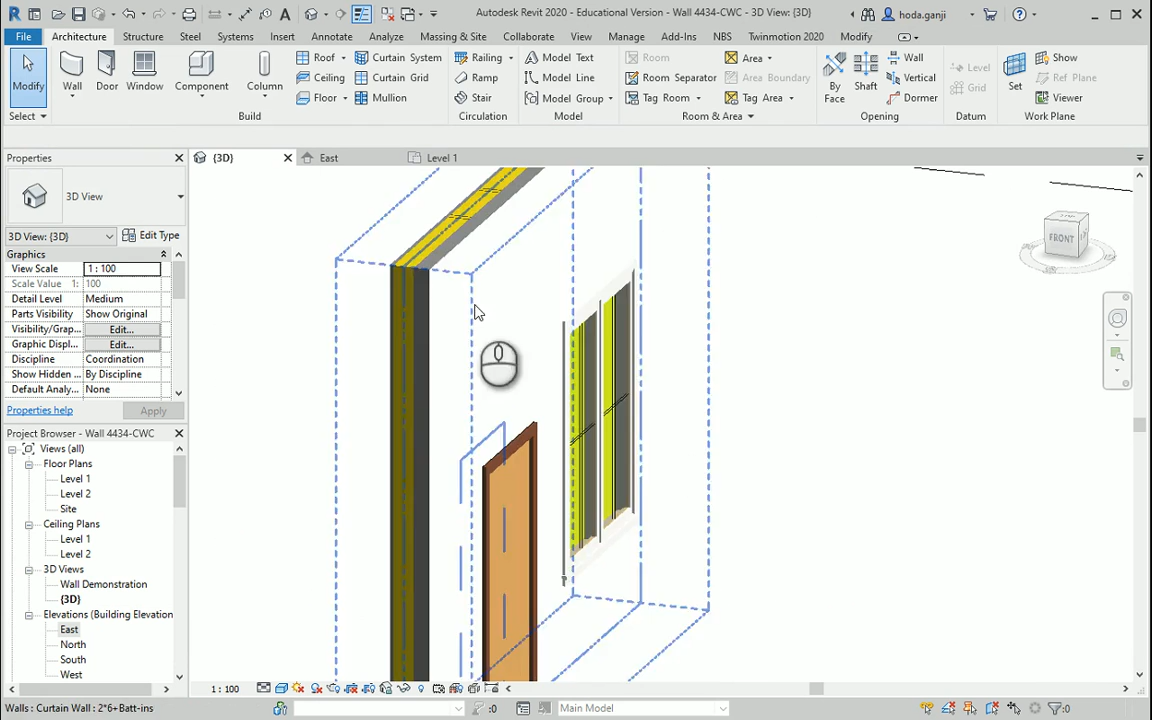 Autodesk Revit 2020 - Educational Version - Wall 4434-CWC - 3D View: {3D}
hoda.ganji
File Architecture Structure Steel Systems Insert Annotate Analyze Massing & Site Collaborate View Manage Add-Ins NBS Twinmotion 2020 Modify
Modify Wall Door Window Component Column
Roof Curtain System Railing Model Text Room Area Wall Level Show
Ceiling Curtain Grid Ramp Model Line Room Separator Area Boundary Vertical Grid Ref Plane
Floor Mullion Stair Model Group Tag Room Tag Area By Face Shaft Dormer Set Viewer
Select Build Circulation Model Room & Area Opening Datum Work Plane
Properties {3D} East Level 1
3D View
3D View: {3D} Edit Type
Graphics
View Scale 1 : 100
Scale Value 1: 100
Detail Level Medium
Parts Visibility Show Original
Visibility/Grap... Edit...
Graphic Displ... Edit...
Discipline Coordination
Show Hidden ... By Discipline
Default Analy... None
Properties help Apply
Project Browser - Wall 4434-CWC
Views (all)
Floor Plans
Level 1
Level 2
Site
Ceiling Plans
Level 1
Level 2
3D Views
Wall Demonstration
{3D}
Elevations (Building Elevation
East
North
South
West
FRONT
1 : 100
Walls : Curtain Wall : 2*6+Batt-ins
:0 Main Model :0